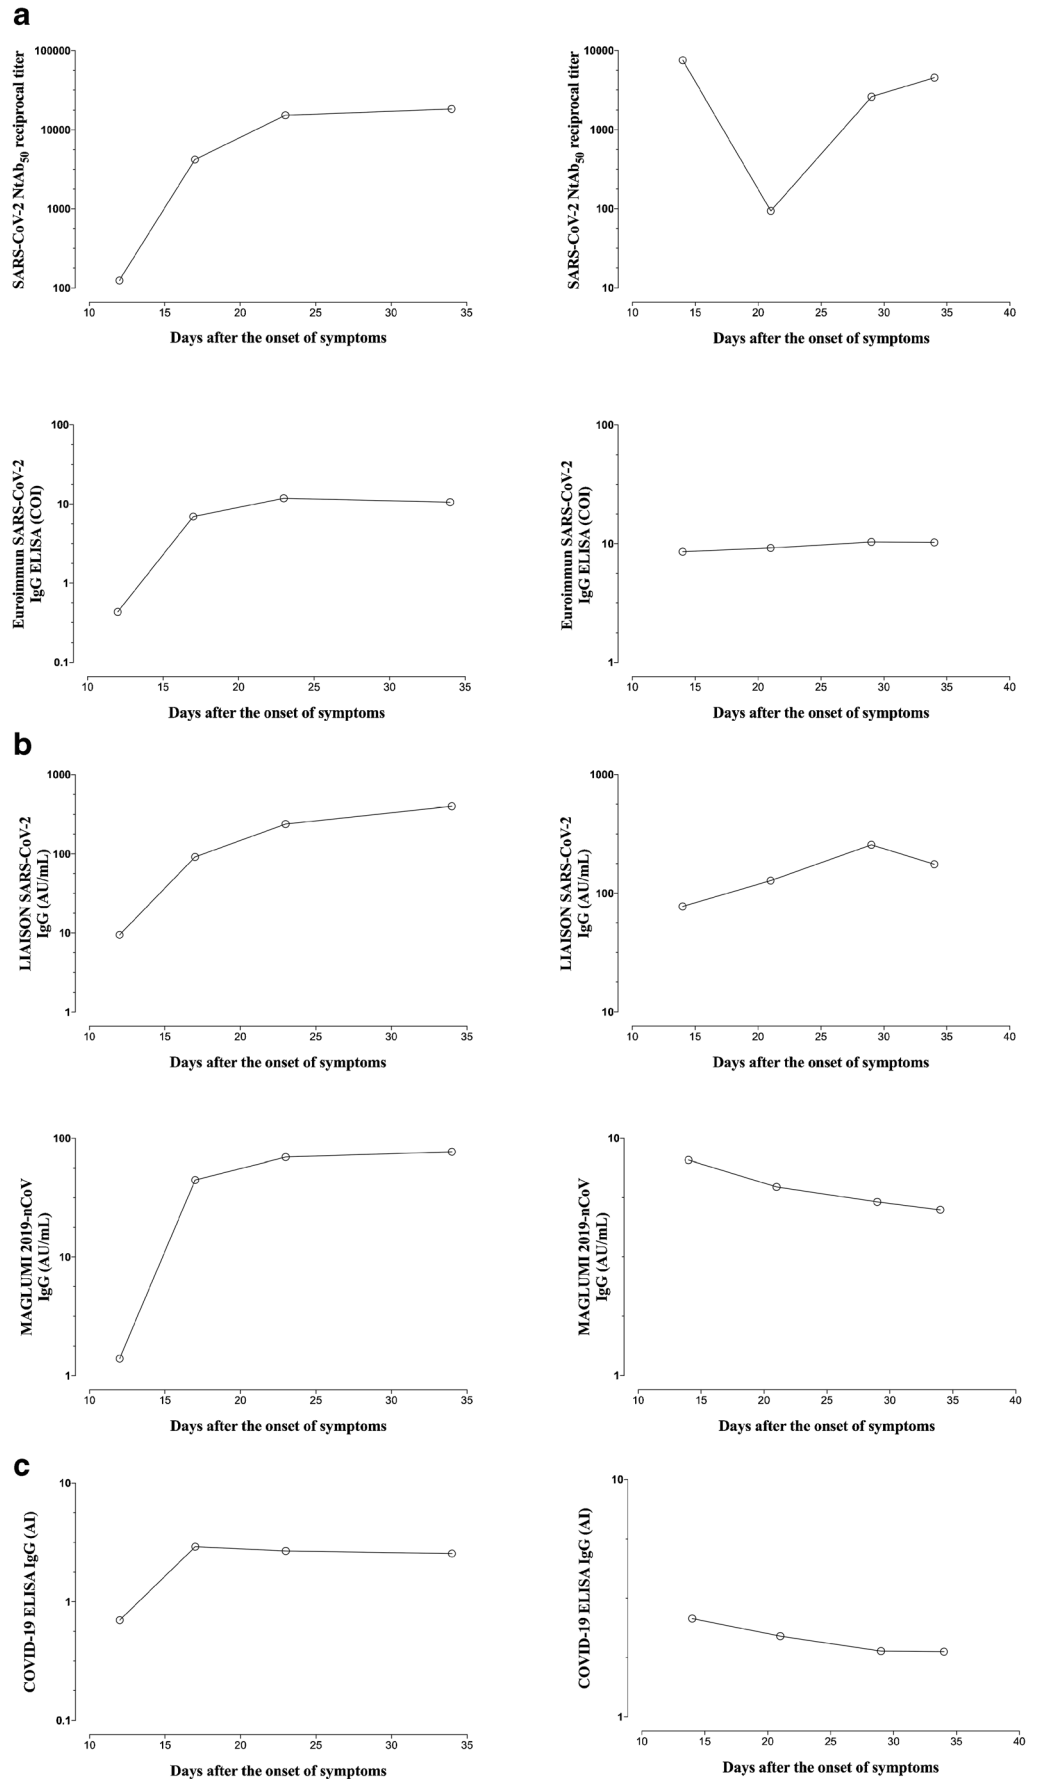 a
SARS-CoV-2 NtAb50 reciprocal titer
100000
10000
1000
100
10 15 20 25 30 35
Days after the onset of symptoms
SARS-CoV-2 NtAb50 reciprocal titer
10000
1000
100
10
10 15 20 25 30 35 40
Days after the onset of symptoms
Euroimmun SARS-CoV-2
IgG ELISA (COI)
100
10
1
0.1
10 15 20 25 30 35
Days after the onset of symptoms
Euroimmun SARS-CoV-2
IgG ELISA (COI)
100
10
1
10 15 20 25 30 35 40
Days after the onset of symptoms
b
LIAISON SARS-CoV-2
IgG (AU/mL)
1000
100
10
1
10 15 20 25 30 35
Days after the onset of symptoms
LIAISON SARS-CoV-2
IgG (AU/mL)
1000
100
10
10 15 20 25 30 35 40
Days after the onset of symptoms
MAGLUMI 2019-nCoV
IgG (AU/mL)
100
10
1
10 15 20 25 30 35
Days after the onset of symptoms
MAGLUMI 2019-nCoV
IgG (AU/mL)
10
1
10 15 20 25 30 35 40
Days after the onset of symptoms
c
COVID-19 ELISA IgG (AI)
10
1
0.1
10 15 20 25 30 35
Days after the onset of symptoms
COVID-19 ELISA IgG (AI)
10
1
10 15 20 25 30 35 40
Days after the onset of symptoms